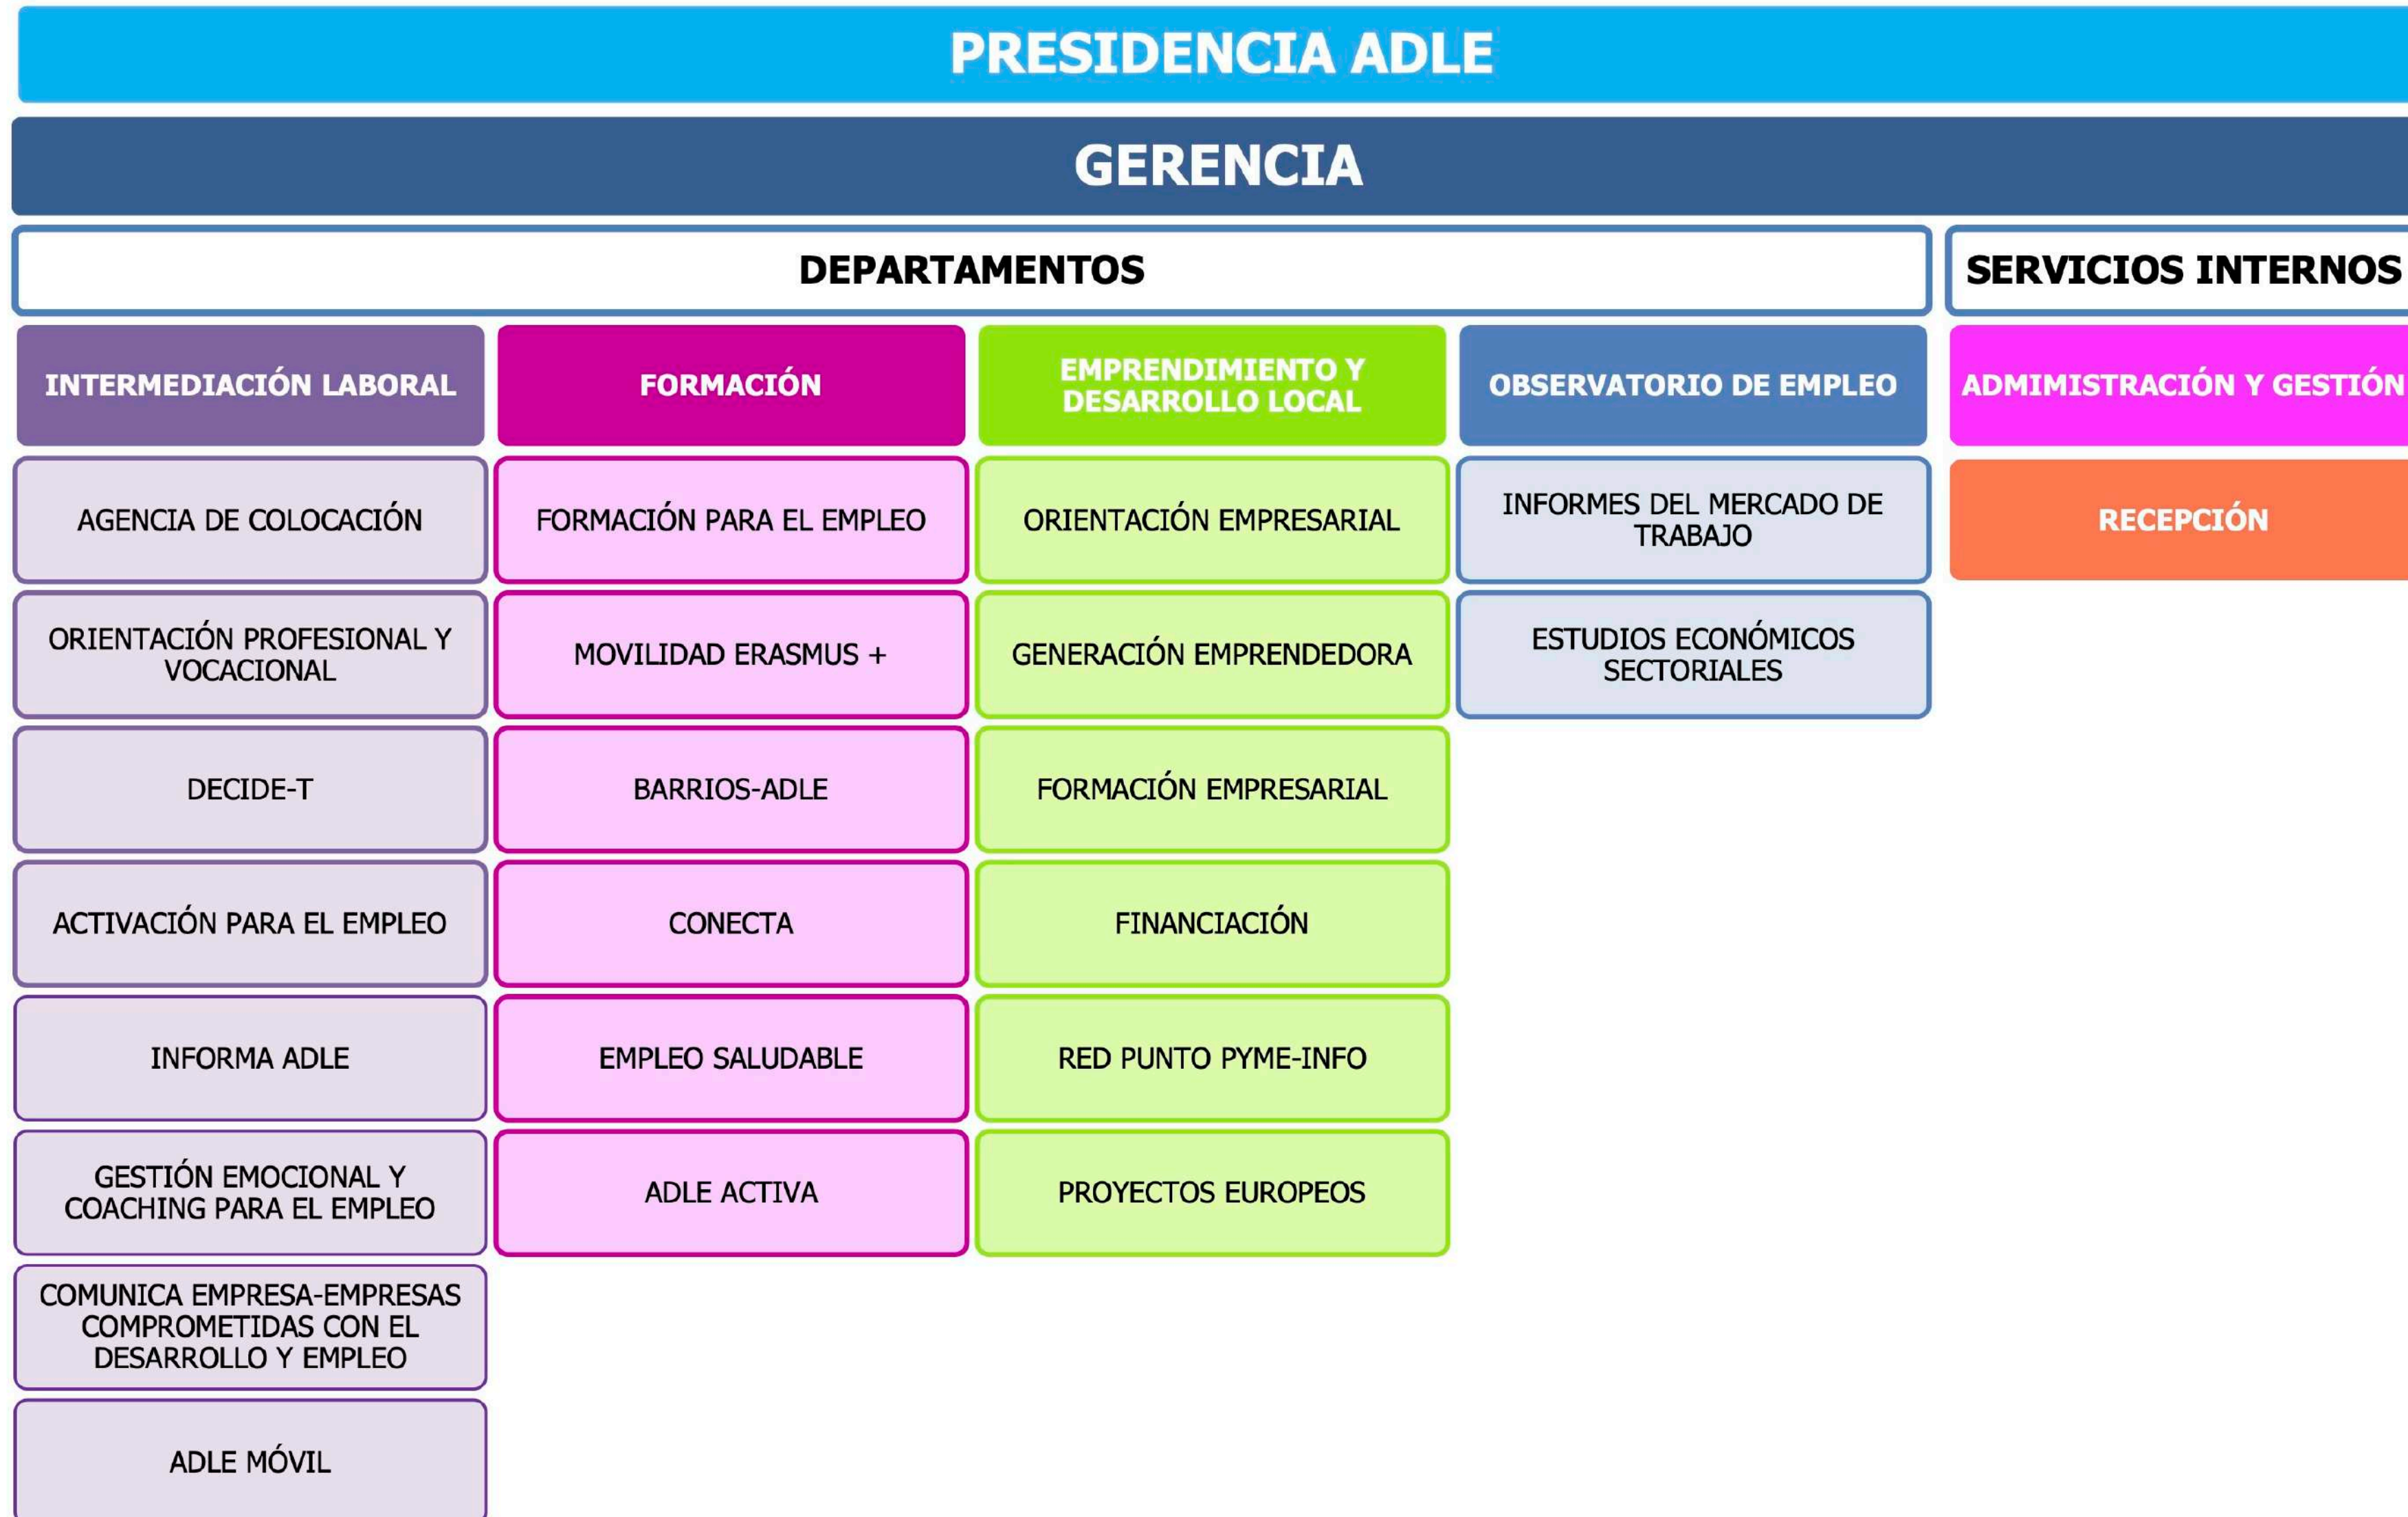 PRESIDENCIA ADLE
GERENCIA
DEPARTAMENTOS
SERVICIOS INTERNOS
INTERMEDIACIÓN LABORAL
FORMACIÓN
EMPRENDIMIENTO Y
DESARROLLO LOCAL
OBSERVATORIO DE EMPLEO
ADMIMISTRACIÓN Y GESTIÓN
AGENCIA DE COLOCACIÓN
FORMACIÓN PARA EL EMPLEO
ORIENTACIÓN EMPRESARIAL
INFORMES DEL MERCADO DE
TRABAJO
RECEPCIÓN
ORIENTACIÓN PROFESIONAL Y
VOCACIONAL
MOVILIDAD ERASMUS +
GENERACIÓN EMPRENDEDORA
ESTUDIOS ECONÓMICOS
SECTORIALES
DECIDE-T
BARRIOS-ADLE
FORMACIÓN EMPRESARIAL
ACTIVACIÓN PARA EL EMPLEO
CONECTA
FINANCIACIÓN
INFORMA ADLE
EMPLEO SALUDABLE
RED PUNTO PYME-INFO
GESTIÓN EMOCIONAL Y
COACHING PARA EL EMPLEO
ADLE ACTIVA
PROYECTOS EUROPEOS
COMUNICA EMPRESA-EMPRESAS
COMPROMETIDAS CON EL
DESARROLLO Y EMPLEO
ADLE MÓVIL